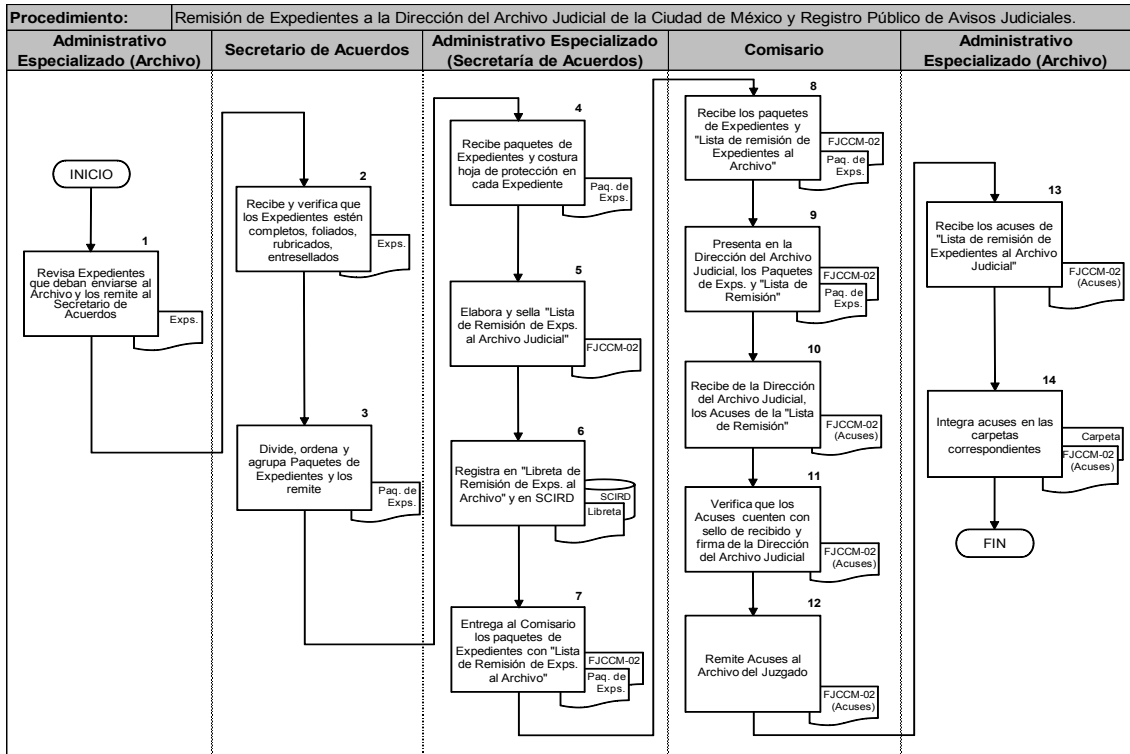 Procedimiento: Remisión de Expedientes a la Dirección del Archivo Judicial de la Ciudad de México y Registro Público de Avisos Judiciales.
Administrativo
Especializado (Archivo)
Secretario de Acuerdos
Administrativo Especializado
(Secretaría de Acuerdos)
Comisario
Administrativo
Especializado (Archivo)
INICIO
1
Revisa Expedientes
que deban enviarse al
Archivo y los remite al
Secretario de
Acuerdos
Exps.
2
Recibe y verifica que
los Expedientes estén
completos, foliados,
rubricados,
entresellados
Exps.
3
Divide, ordena y
agrupa Paquetes de
Expedientes y los
remite
Paq. de
Exps.
4
Recibe paquetes de
Expedientes y costura
hoja de protección en
cada Expediente
Paq. de
Exps.
5
Elabora y sella "Lista
de Remisión de Exps.
al Archivo Judicial"
FJCCM-02
6
Registra en "Libreta de
Remisión de Exps. al
Archivo" y en SCIRD
SCIRD
Libreta
7
Entrega al Comisario
los paquetes de
Expedientes con "Lista
de Remisión de Exps.
al Archivo"
FJCCM-02
Paq. de
Exps.
8
Recibe los paquetes
de Expedientes y
"Lista de remisión de
Expedientes al
Archivo"
FJCCM-02
Paq. de
Exps.
9
Presenta en la
Dirección del Archivo
Judicial, los Paquetes
de Exps. y "Lista de
Remisión"
FJCCM-02
Paq. de
Exps.
10
Recibe de la Dirección
del Archivo Judicial,
los Acuses de la "Lista
de Remisión"
FJCCM-02
(Acuses)
11
Verifica que los
Acuses cuenten con
sello de recibido y
firma de la Dirección
del Archivo Judicial
FJCCM-02
(Acuses)
12
Remite Acuses al
Archivo del Juzgado
FJCCM-02
(Acuses)
13
Recibe los acuses de
"Lista de remisión de
Expedientes al Archivo
Judicial"
FJCCM-02
(Acuses)
14
Integra acuses en las
carpetas
correspondientes
Carpeta
FJCCM-02
(Acuses)
FIN